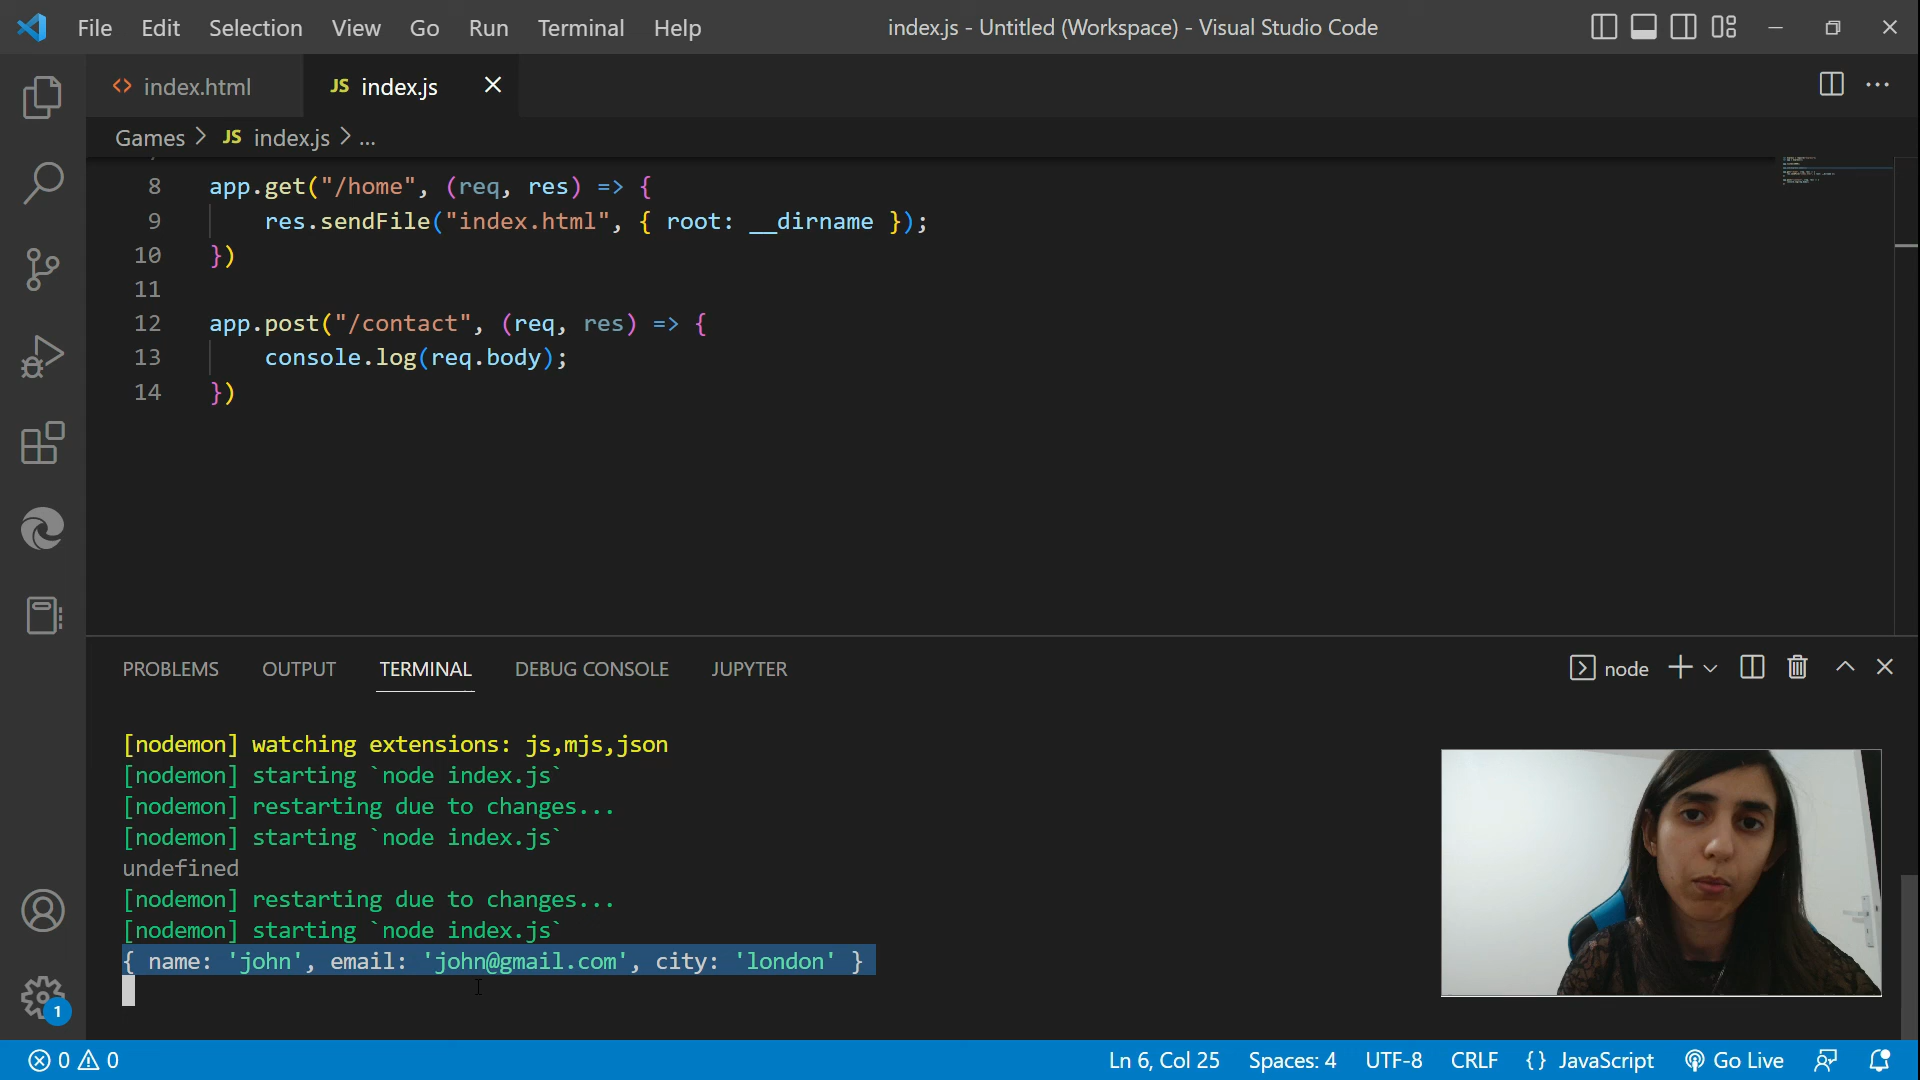 File Edit Selection View Go Run Terminal Help index.js - Untitled (Workspace) - Visual Studio Code
index.html JS index.js
Games > JS index.js > ...
8 app.get("/home", (req, res) => {
9 res.sendFile("index.html", { root: __dirname });
10 })
11
12 app.post("/contact", (req, res) => {
13 console.log(req.body);
14 })
PROBLEMS OUTPUT TERMINAL DEBUG CONSOLE JUPYTER node
[nodemon] watching extensions: js,mjs,json
[nodemon] starting `node index.js`
[nodemon] restarting due to changes...
[nodemon] starting `node index.js`
undefined
[nodemon] restarting due to changes...
[nodemon] starting `node index.js`
{ name: 'john', email: 'john@gmail.com', city: 'london' }
1
0 0 Ln 6, Col 25 Spaces: 4 UTF-8 CRLF {} JavaScript Go Live